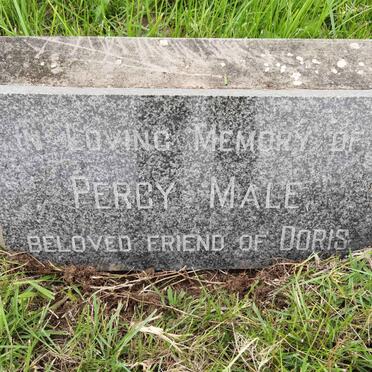 IN LOVING MEMORY OF
PERCY MALE,
BELOVED FRIEND OF DORIS.